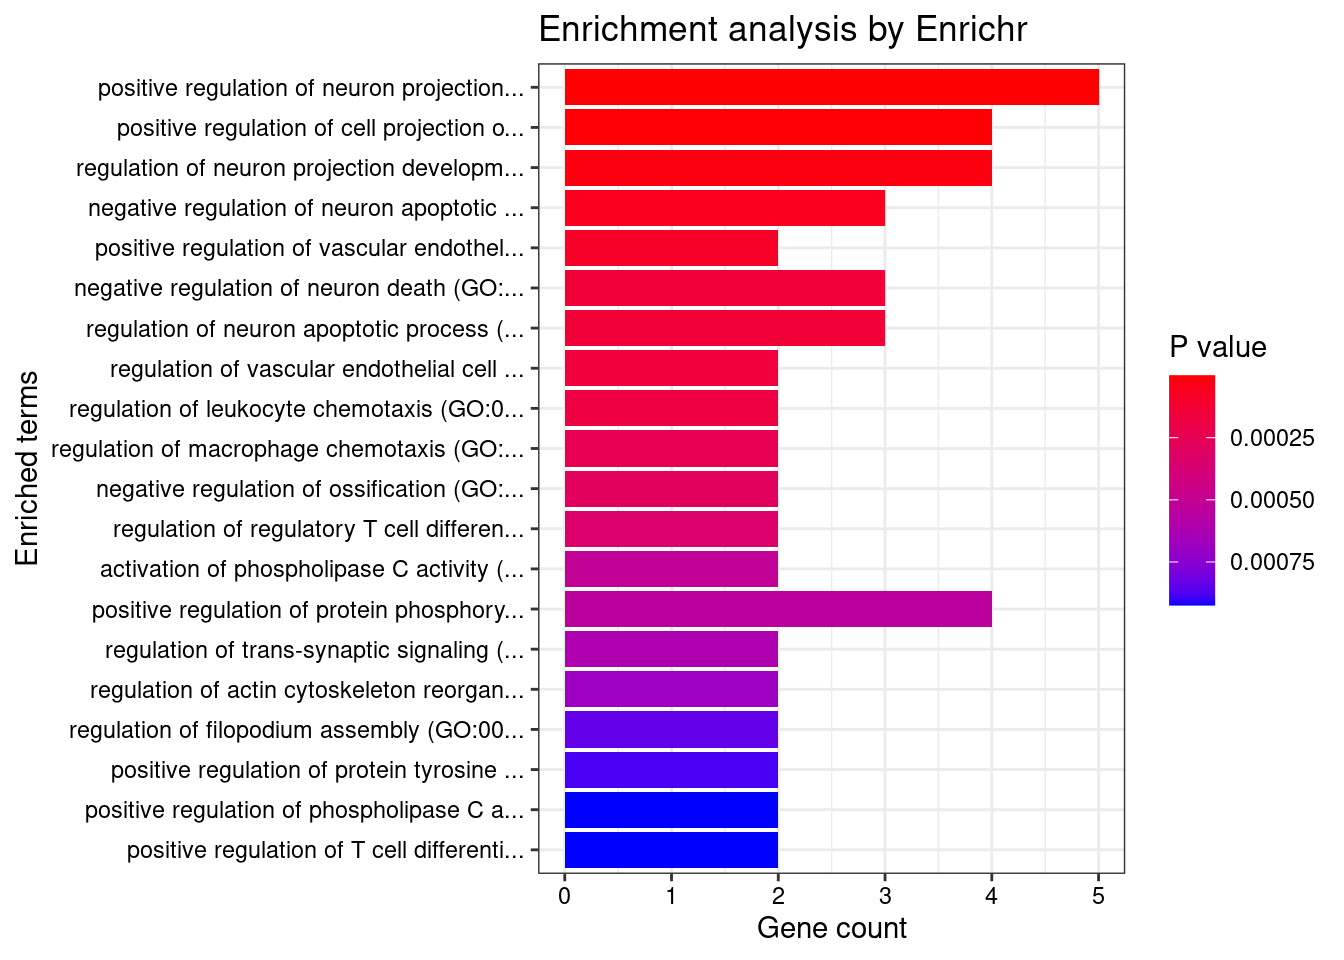 Enrichment analysis by Enrichr
positive regulation of neuron projection...
positive regulation of cell projection o...
regulation of neuron projection developm...
negative regulation of neuron apoptotic ...
positive regulation of vascular endothel...
negative regulation of neuron death (GO:...
regulation of neuron apoptotic process (...
regulation of vascular endothelial cell ...
regulation of leukocyte chemotaxis (GO:0...
regulation of macrophage chemotaxis (GO:...
negative regulation of ossification (GO:...
regulation of regulatory T cell differen...
activation of phospholipase C activity (...
positive regulation of protein phosphory...
regulation of trans-synaptic signaling (...
regulation of actin cytoskeleton reorgan...
regulation of filopodium assembly (GO:00...
positive regulation of protein tyrosine ...
positive regulation of phospholipase C a...
positive regulation of T cell differenti...
Enriched terms
0 1 2 3 4 5
Gene count
P value
0.00025
0.00050
0.00075